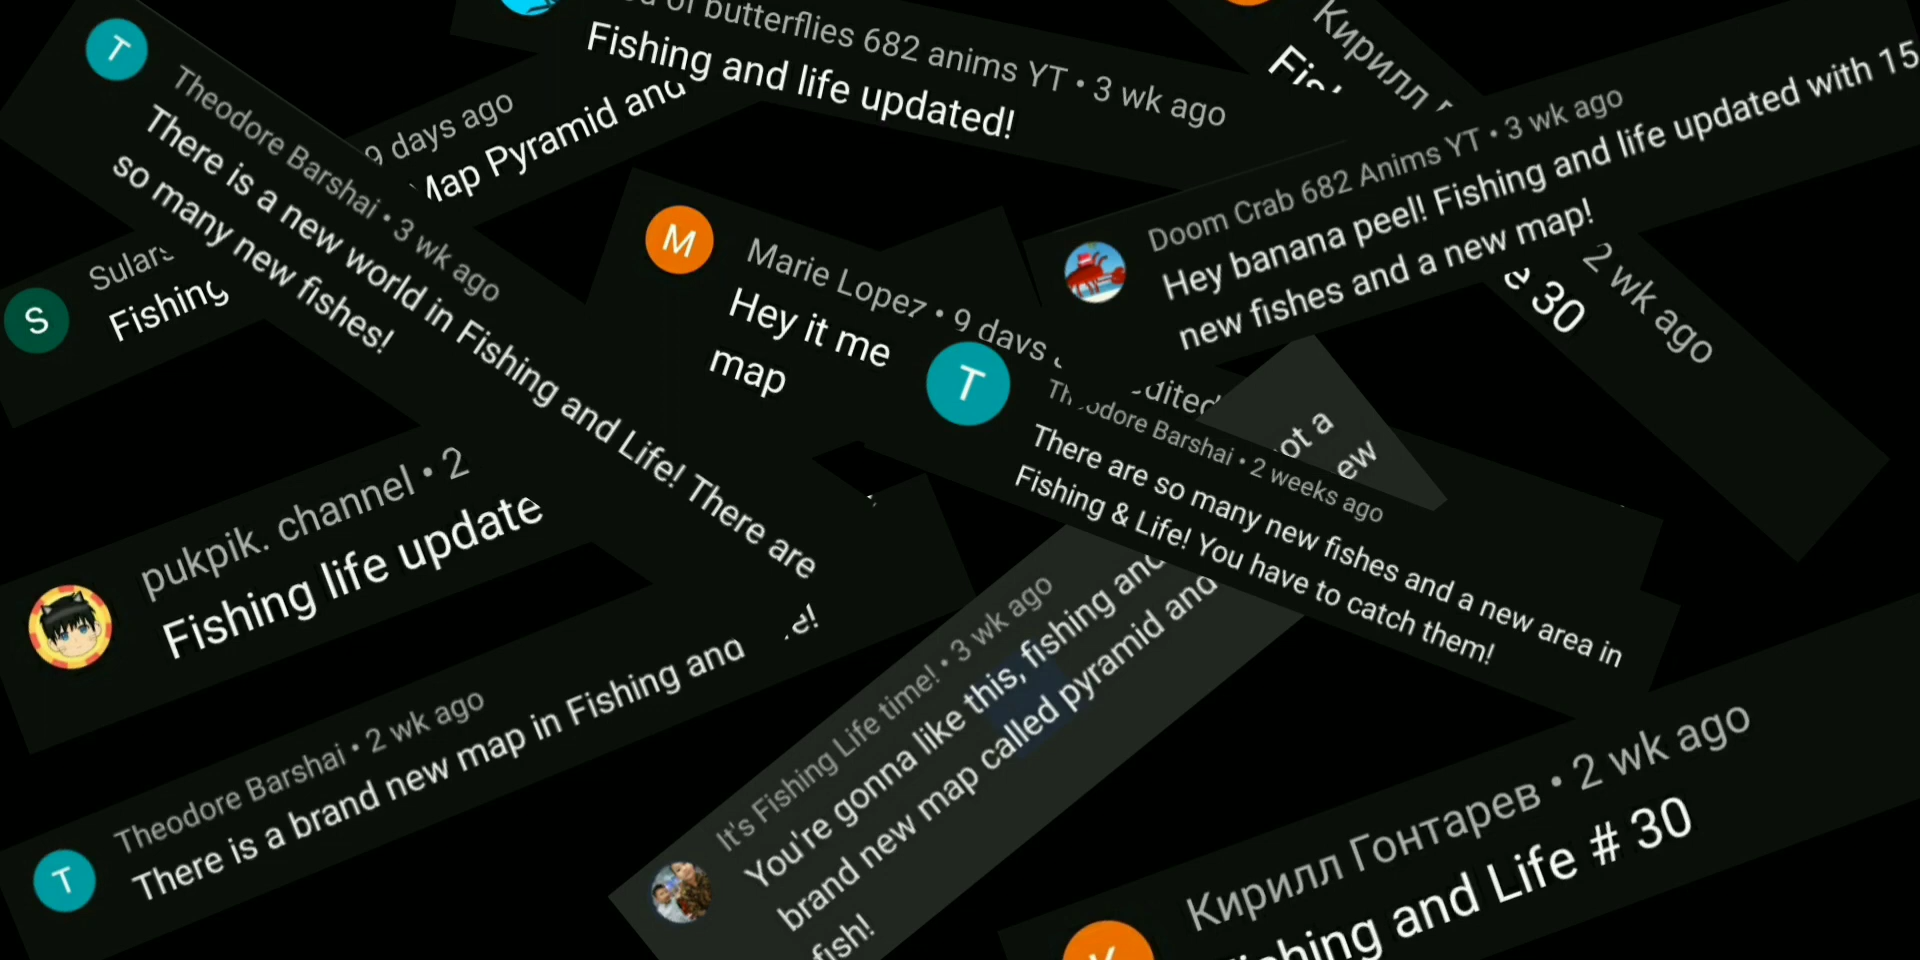 T
Theodore Barshai • 3 wk ago
There is a new world in Fishing and Life! There are
so many new fishes!
9 days ago
Map Pyramid and
of butterflies 682 anims YT • 3 wk ago
Fishing and life updated!
Кирилл
Doom Crab 682 Anims YT • 3 wk ago
Hey banana peel! Fishing and life updated with 15
new fishes and a new map!
2 wk ago
30
S
Fishing
M
Marie Lopez • 9 days
Hey it me
map
T
Theodore Barshai • 2 weeks ago
There are so many new fishes and a new area in
Fishing & Life! You have to catch them!
ot a
ew
pukpik. channel • 2
Fishing life update
T
Theodore Barshai • 2 wk ago
There is a brand new map in Fishing and
It's Fishing Life time! • 3 wk ago
You're gonna like this, fishing and
brand new map called pyramid and
fish!
Кирилл Гонтарев • 2 wk ago
Fishing and Life # 30